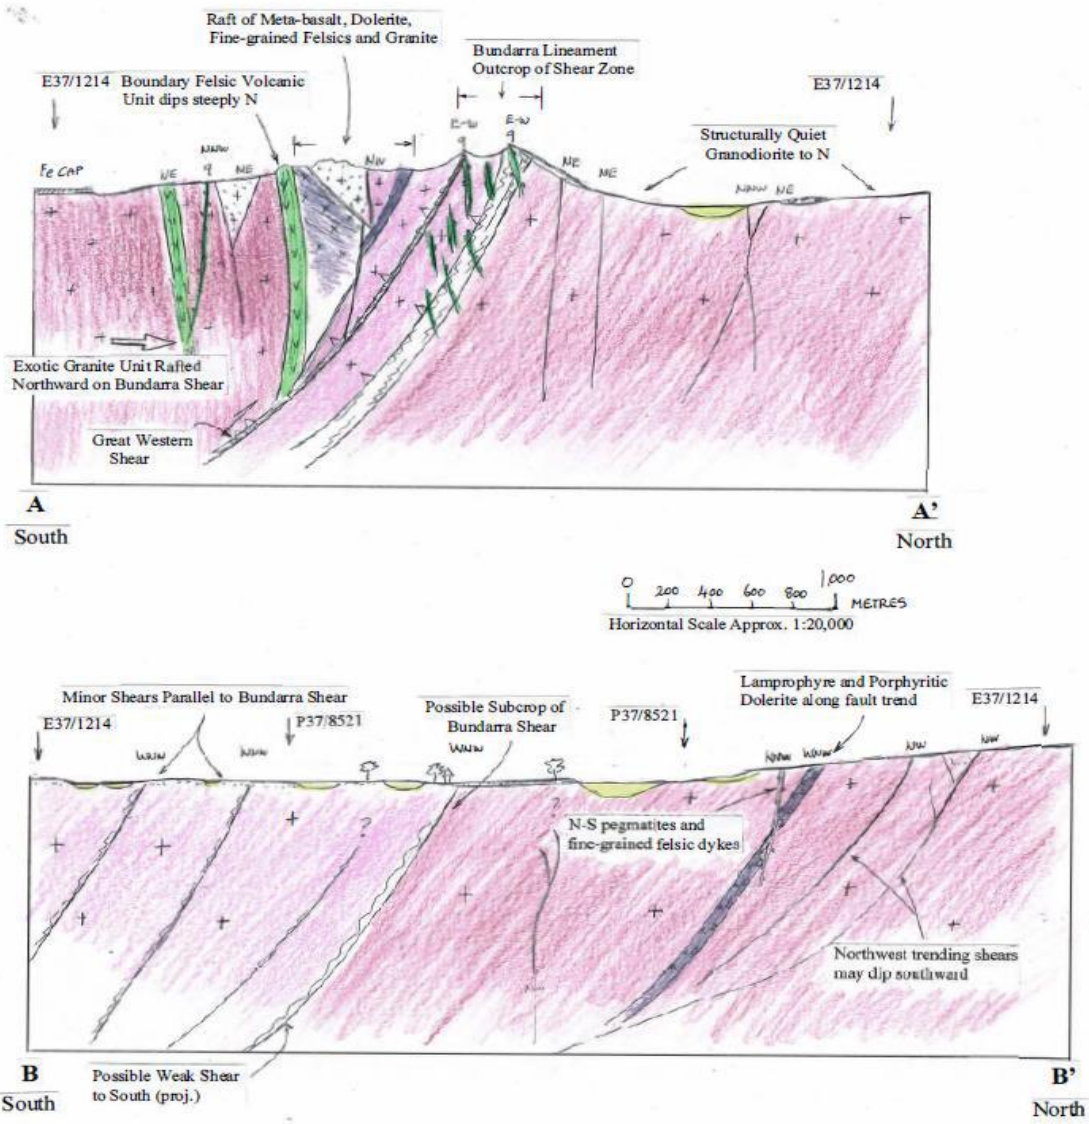 Raft of Meta-basalt, Dolerite,
Fine-grained Felsics and Granite
Bundarra Lineament
Outcrop of Shear Zone
E37/1214
Boundary Felsic Volcanic
Unit dips steeply N
E37/1214
Structurally Quiet
Granodiorite to N
Fe CAP
NE
NNW
q
NE
NW
E-W
q
E-W
q
NE
NE
NNW NE
Exotic Granite Unit Rafted
Northward on Bundarra Shear
Great Western
Shear
A
South
A'
North
0 200 400 600 800 1,000 METRES
Horizontal Scale Approx. 1:20,000
Minor Shears Parallel to Bundarra Shear
E37/1214
P37/8521
Possible Subcrop of
Bundarra Shear
P37/8521
Lamprophyre and Porphyritic
Dolerite along fault trend
E37/1214
WNW
WNW
WNW
NNW WNW
NW
NW
?
?
N-S pegmatites and
fine-grained felsic dykes
Northwest trending shears
may dip southward
Possible Weak Shear
to South (proj.)
B
South
B'
North